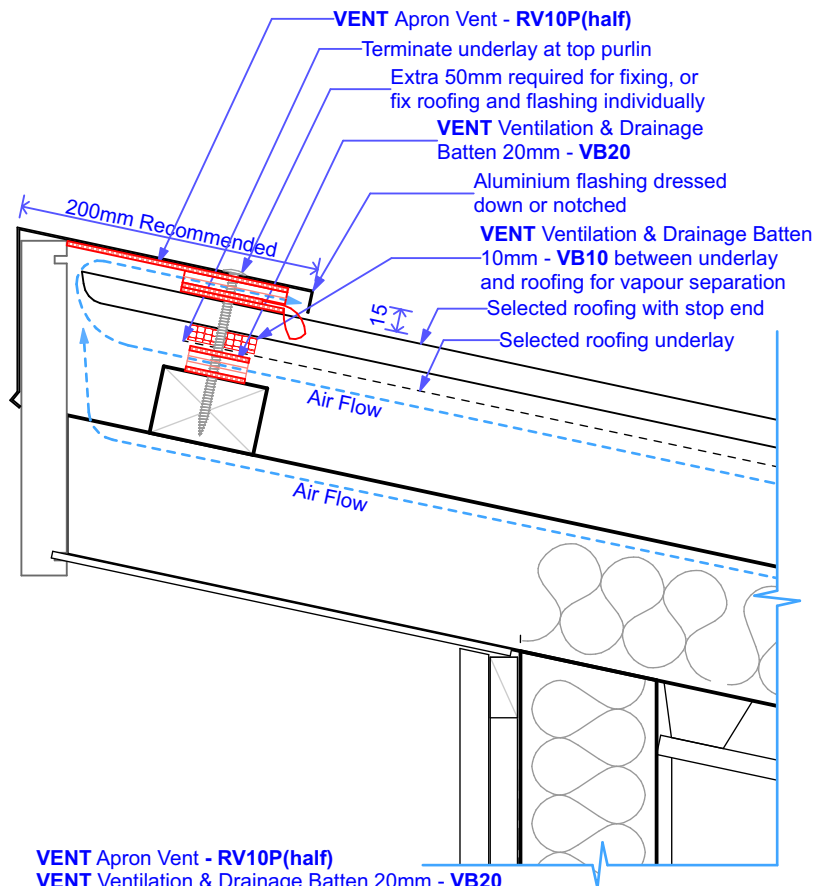 VENT Apron Vent - RV10P(half)
Terminate underlay at top purlin
Extra 50mm required for fixing, or
fix roofing and flashing individually
VENT Ventilation & Drainage
Batten 20mm - VB20
Aluminium flashing dressed
down or notched
200mm Recommended
VENT Ventilation & Drainage Batten
10mm - VB10 between underlay
and roofing for vapour separation
Selected roofing with stop end
15
Selected roofing underlay
Air Flow
Air Flow
VENT Apron Vent - RV10P(half)
VENT Ventilation & Drainage Batten 20mm - VB20